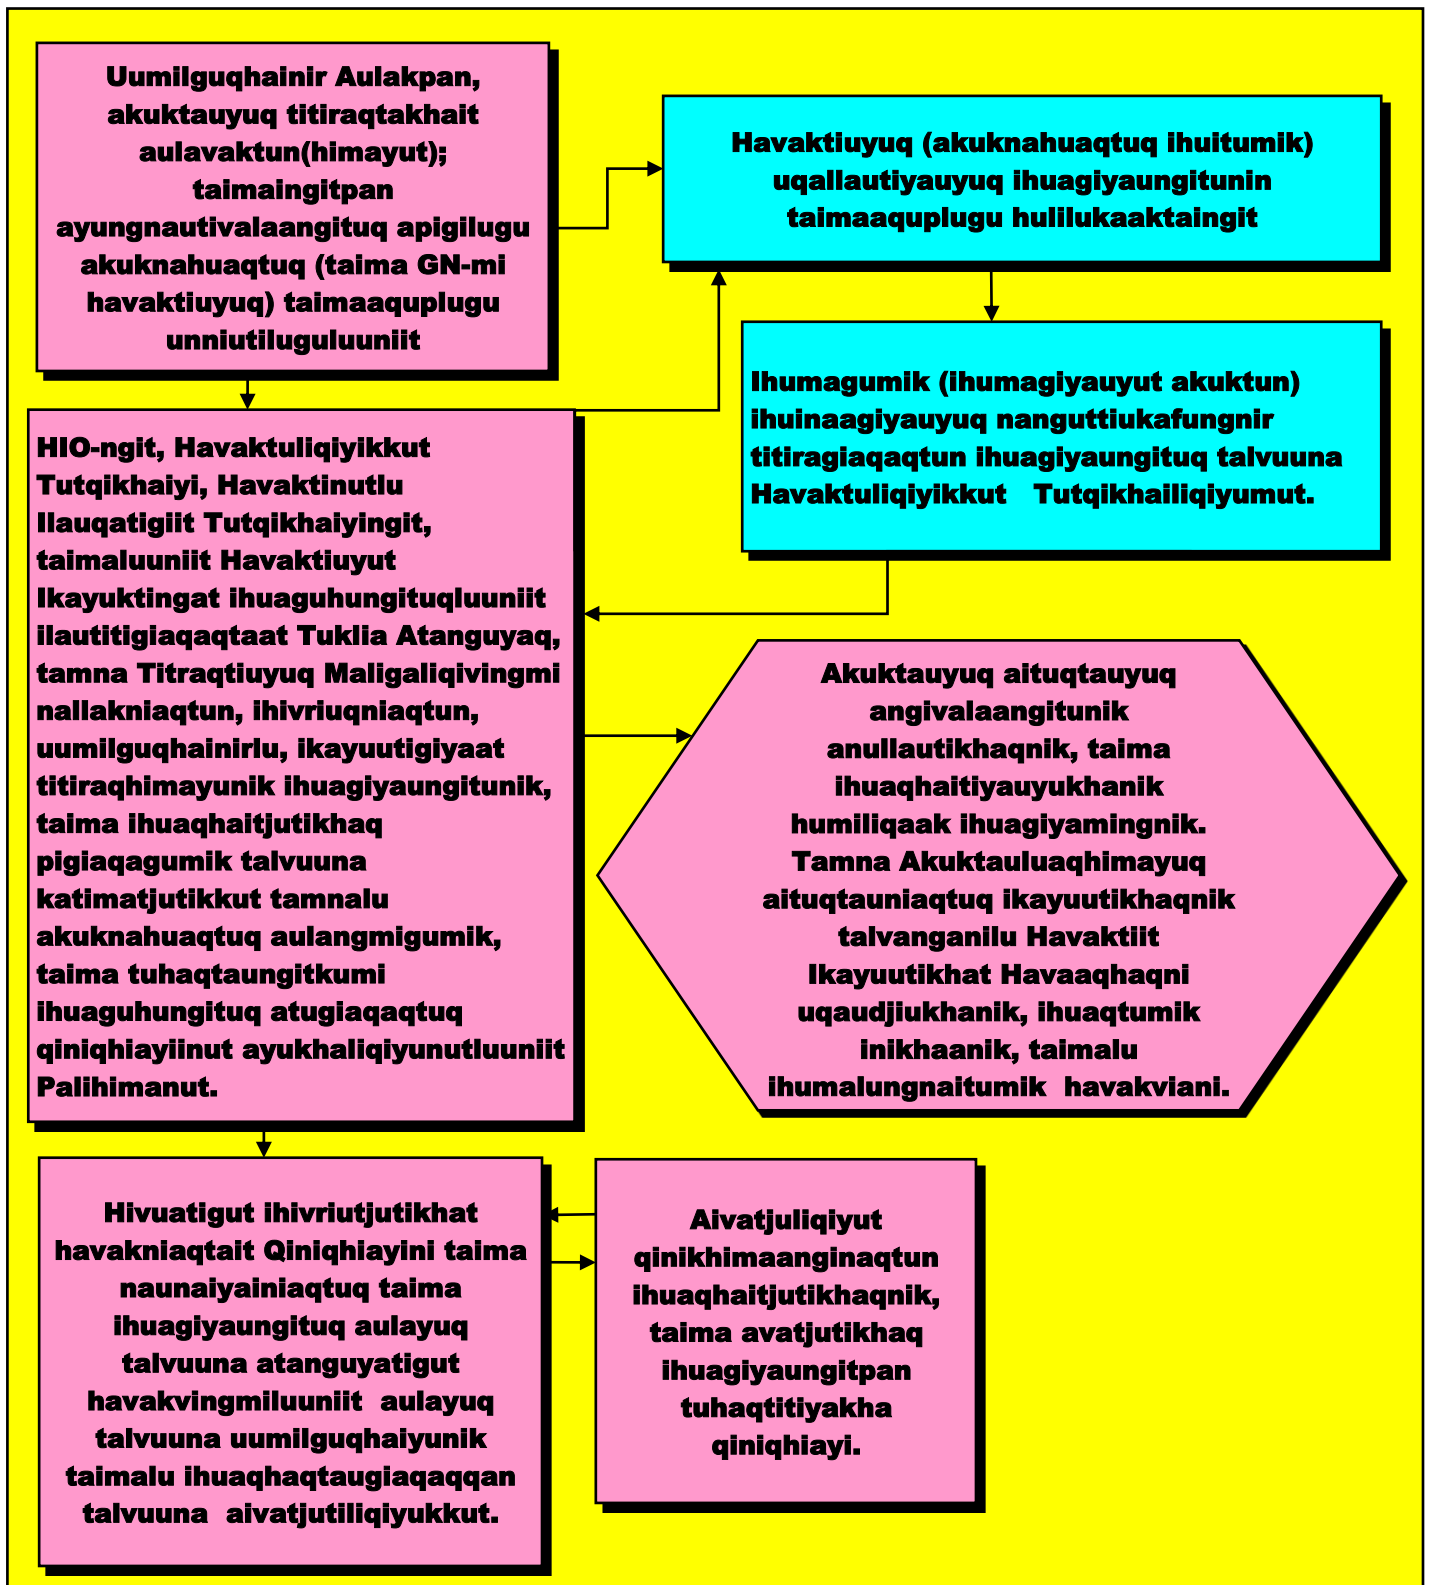 Uumilguqhainir Aulakpan,
akuktauyuq titiraqtakhait
aulavaktun(himayut);
taimaingitpan
ayungnautivalaangituq apigilugu
akuknahuaqtuq (taima GN-mi
havaktiuyuq) taimaaquplugu
unniutiluguluuniit
Havaktiuyuq (akuknahuaqtuq ihuitumik)
uqallautiyauyuq ihuagiyaungitunin
taimaaquplugu hulilukaaktaingit
Ihumagumik (ihumagiyauyut akuktun)
ihuinaagiyauyuq nanguttiukafungnir
titiragiaqaqtun ihuagiyaungituq talvuuna
Havaktuliqiyikkut Tutqikhailiqiyumut.
HIO-ngit, Havaktuliqiyikkut
Tutqikhaiyi, Havaktinutlu
Ilauqatigiit Tutqikhaiyingit,
taimaluuniit Havaktiuyut
Ikayuktingat ihuaguhungituqluuniit
ilautitigiaqaqtaat Tuklia Atanguyaq,
tamna Titraqtiuyuq Maligaliqivingmi
nallakniaqtun, ihivriuqniaqtun,
uumilguqhainirlu, ikayuutigiyaat
titiraqhimayunik ihuagiyaungitunik,
taima ihuaqhaitjutikhaq
pigiaqagumik talvuuna
katimatjutikkut tamnalu
akuknahuaqtuq aulangmigumik,
taima tuhaqtaungitkumi
ihuaguhungituq atugiaqaqtuq
qiniqhiayiinut ayukhaliqiyunutluuniit
Palihimanut.
Akuktauyuq aituqtauyuq
angivalaangitunik
anullautikhaqnik, taima
ihuaqhaitiyauyukhanik
humiliqaak ihuagiyamingnik.
Tamna Akuktauluaqhimayuq
aituqtauniaqtuq ikayuutikhaqnik
talvanganilu Havaktiit
Ikayuutikhat Havaaqhaqni
uqaudjiukhanik, ihuaqtumik
inikhaanik, taimalu
ihumalungnaitumik havakviani.
Hivuatigut ihivriutjutikhat
havakniaqtait Qiniqhiayini taima
naunaiyainiaqtuq taima
ihuagiyaungituq aulayuq
talvuuna atanguyatigut
havakvingmiluuniit aulayuq
talvuuna uumilguqhaiyunik
taimalu ihuaqhaqtaugiaqaqqan
talvuuna aivatjutiliqiyukkut.
Aivatjuliqiyut
qinikhimaanginaqtun
ihuaqhaitjutikhaqnik,
taima avatjutikhaq
ihuagiyaungitpan
tuhaqtitiyakha
qiniqhiayi.